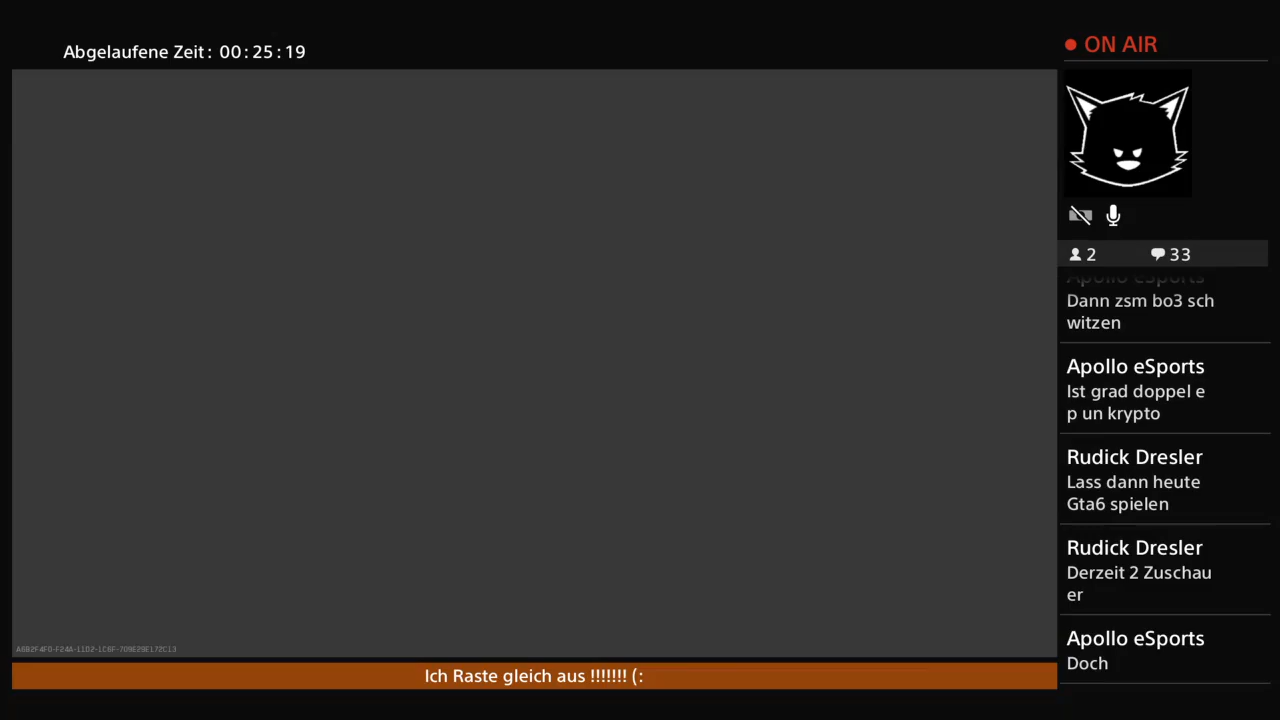 Abgelaufene Zeit: 00:25:19
ON AIR
2
33
Apollo eSports
Dann zsm bo3 sch
witzen
Apollo eSports
Ist grad doppel e
p un krypto
Rudick Dresler
Lass dann heute
Gta6 spielen
Rudick Dresler
Derzeit 2 Zuschau
er
Apollo eSports
Doch
Ich Raste gleich aus !!!!!!! (: